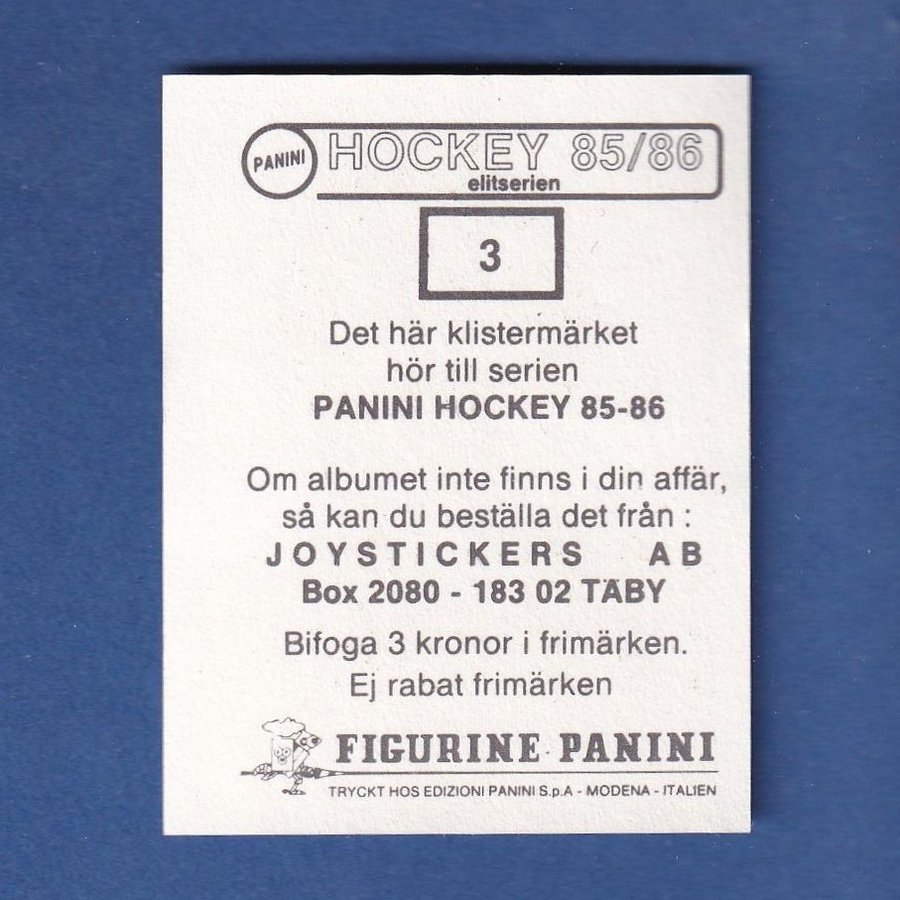 PANINI
HOCKEY 85/86
elitserien
3
Det här klistermärket
hör till serien
PANINI HOCKEY 85-86
Om albumet inte finns i din affär,
så kan du beställa det från :
JOYSTICKERS AB
Box 2080 - 183 02 TÄBY
Bifoga 3 kronor i frimärken.
Ej rabat frimärken
FIGURINE PANINI
TRYCKT HOS EDIZIONI PANINI S.p.A - MODENA - ITALIEN